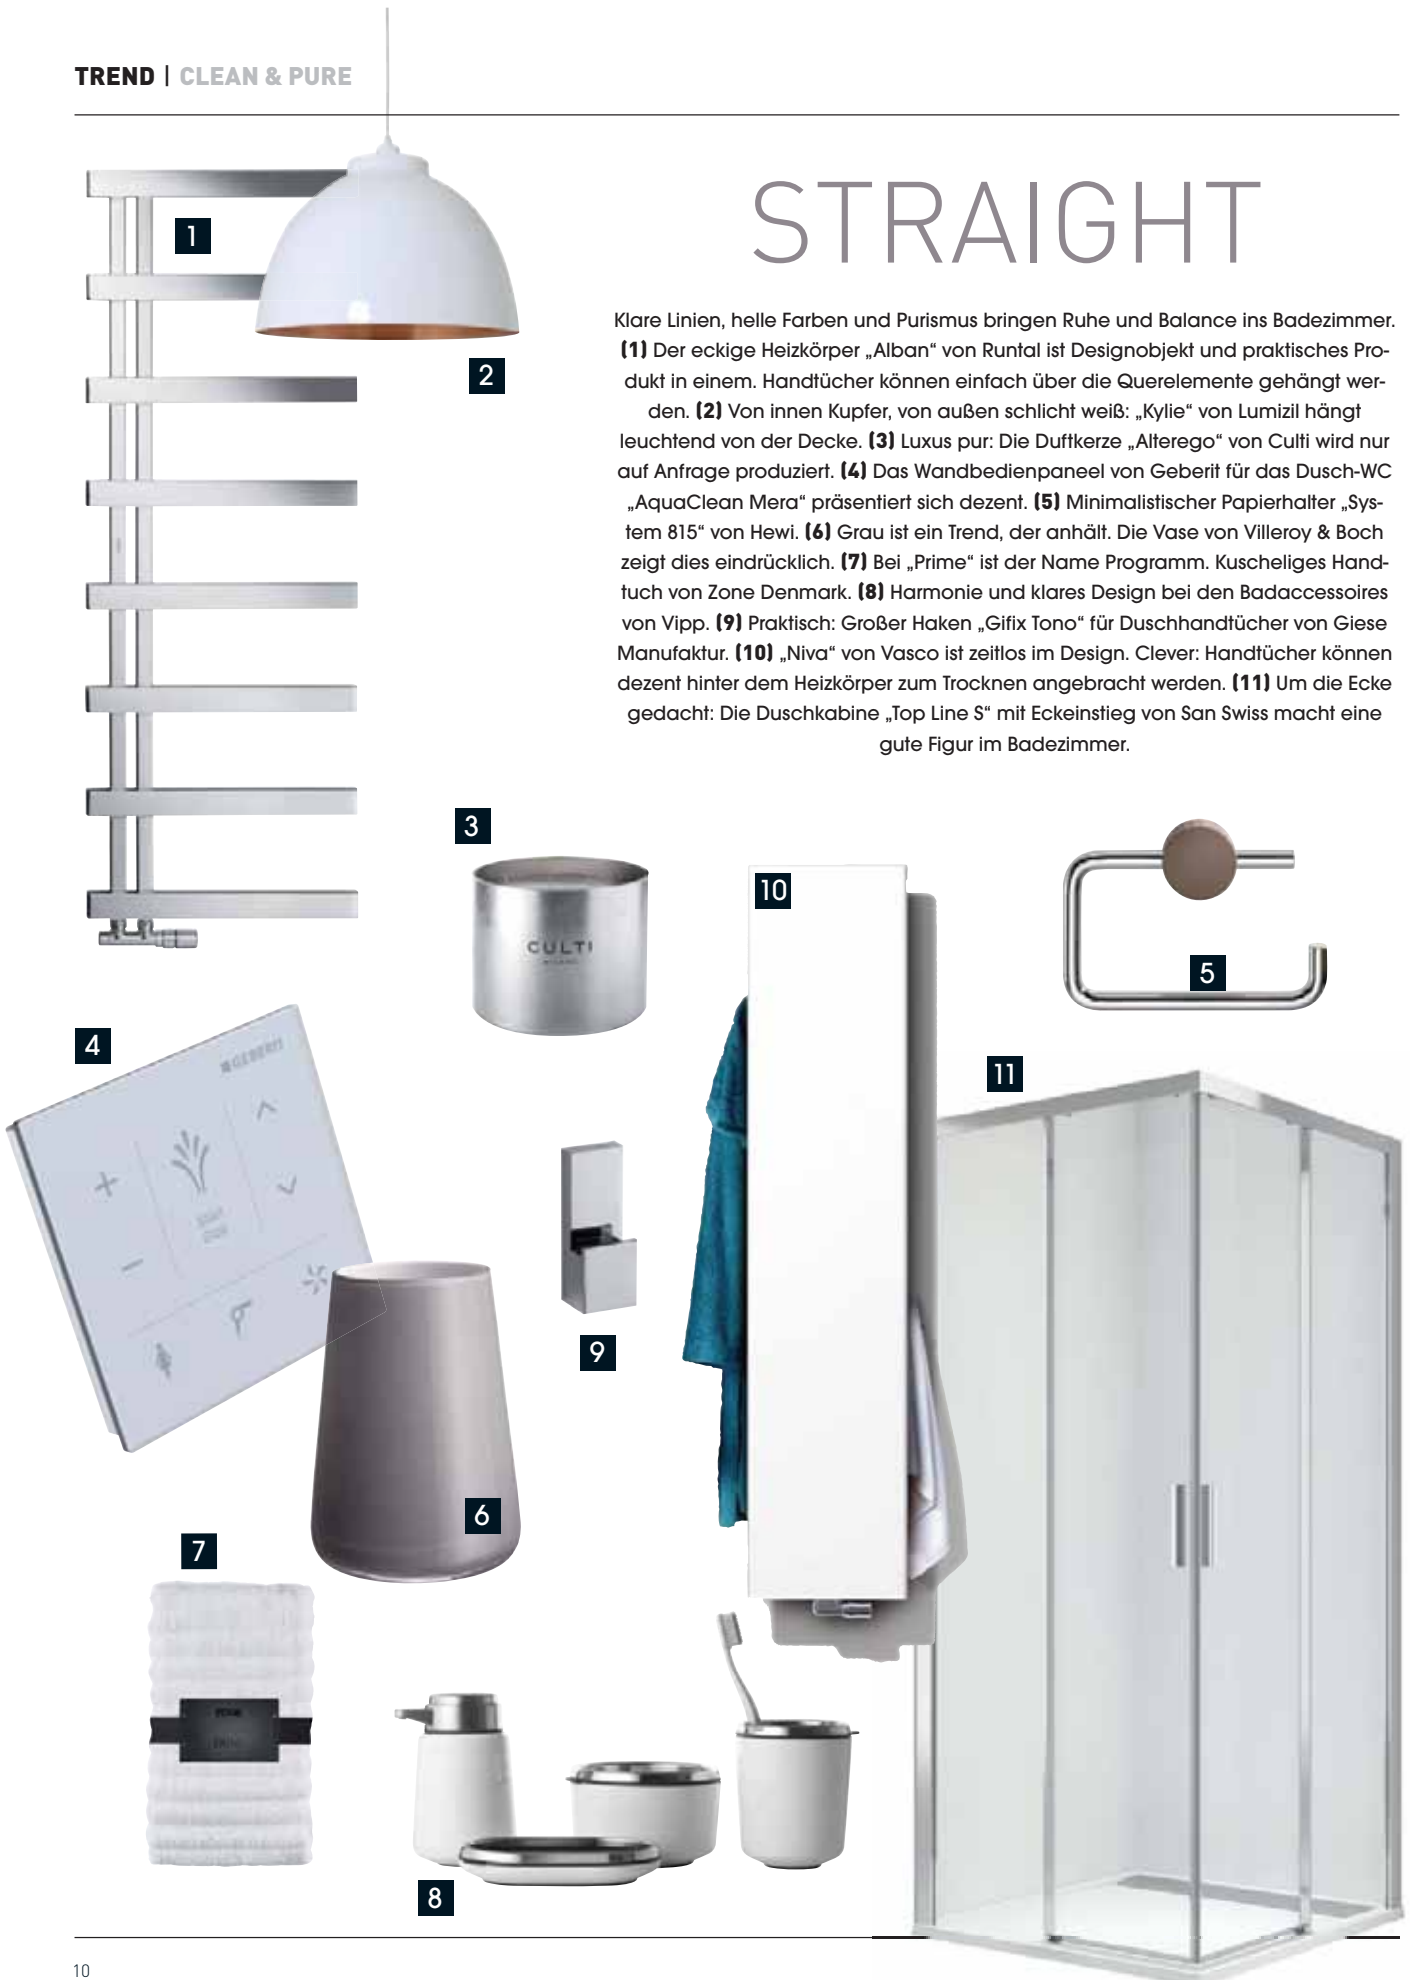 TREND | CLEAN & PURE
STRAIGHT
Klare Linien, helle Farben und Purismus bringen Ruhe und Balance ins Badezimmer.
(1) Der eckige Heizkörper „Alban“ von Runtal ist Designobjekt und praktisches Pro-
dukt in einem. Handtücher können einfach über die Querelemente gehängt wer-
den. (2) Von innen Kupfer, von außen schlicht weiß: „Kylie“ von Lumizil hängt
leuchtend von der Decke. (3) Luxus pur: Die Duftkerze „Alterego“ von Culti wird nur
auf Anfrage produziert. (4) Das Wandbedienpaneel von Geberit für das Dusch-WC
„AquaClean Mera“ präsentiert sich dezent. (5) Minimalistischer Papierhalter „Sys-
tem 815“ von Hewi. (6) Grau ist ein Trend, der anhält. Die Vase von Villeroy & Boch
zeigt dies eindrücklich. (7) Bei „Prime“ ist der Name Programm. Kuscheliges Hand-
tuch von Zone Denmark. (8) Harmonie und klares Design bei den Badaccessoires
von Vipp. (9) Praktisch: Großer Haken „Gifix Tono“ für Duschhandtücher von Giese
Manufaktur. (10) „Niva“ von Vasco ist zeitlos im Design. Clever: Handtücher können
dezent hinter dem Heizkörper zum Trocknen angebracht werden. (11) Um die Ecke
gedacht: Die Duschkabine „Top Line S“ mit Eckeinstieg von San Swiss macht eine
gute Figur im Badezimmer.
1
2
3
CULTI
10
5
4
GEBERIT
11
9
6
7
8
10